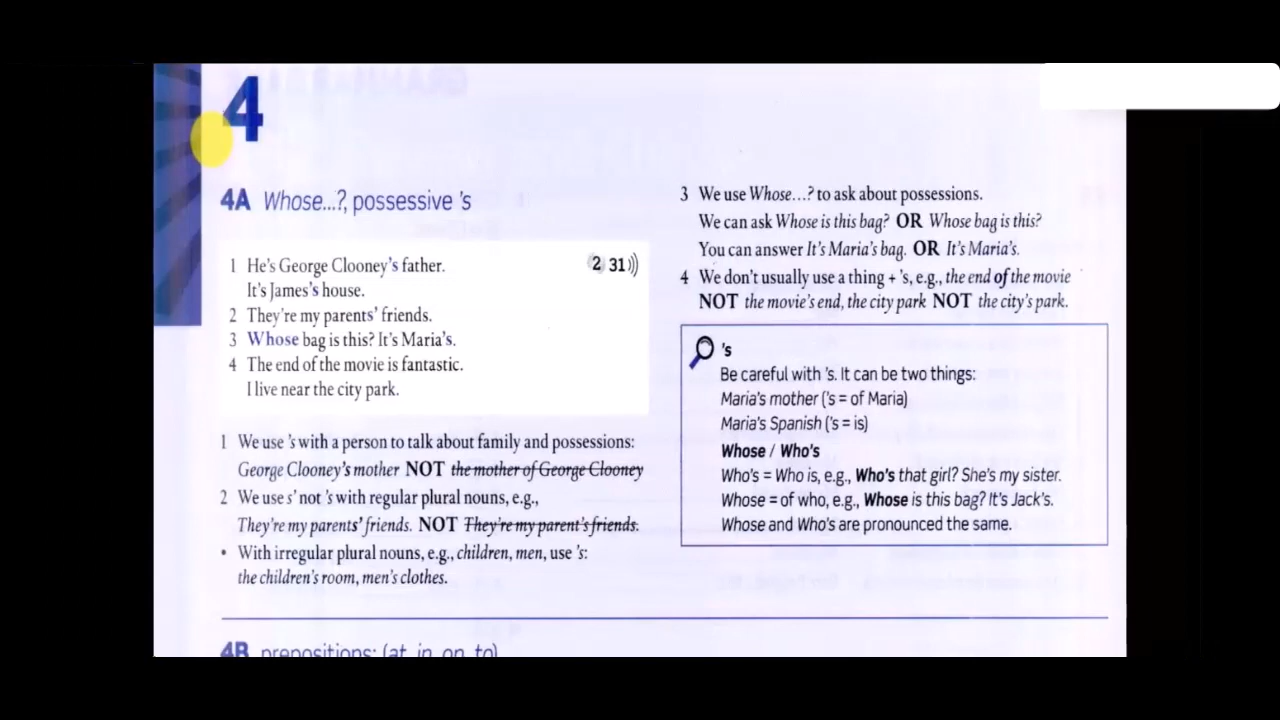 4
4A Whose...?, possessive 's
1 He's George Clooney's father.
2 31
It's James's house.
2 They're my parents' friends.
3 Whose bag is this? It's Maria's.
4 The end of the movie is fantastic.
I live near the city park.
1 We use 's with a person to talk about family and possessions:
George Clooney's mother NOT the mother of George Clooney
2 We use s' not 's with regular plural nouns, e.g.,
They're my parents' friends. NOT They're my parent's friends.
• With irregular plural nouns, e.g., children, men, use 's:
the children's room, men's clothes.
3 We use Whose...? to ask about possessions.
We can ask Whose is this bag? OR Whose bag is this?
You can answer It's Maria's bag. OR It's Maria's.
4 We don't usually use a thing + 's, e.g., the end of the movie
NOT the movie's end, the city park NOT the city's park.
's
Be careful with 's. It can be two things:
Maria's mother ('s = of Maria)
Maria's Spanish ('s = is)
Whose / Who's
Who's = Who is, e.g., Who's that girl? She's my sister.
Whose = of who, e.g., Whose is this bag? It's Jack's.
Whose and Who's are pronounced the same.
4B prepositions: (at, in, on, to)